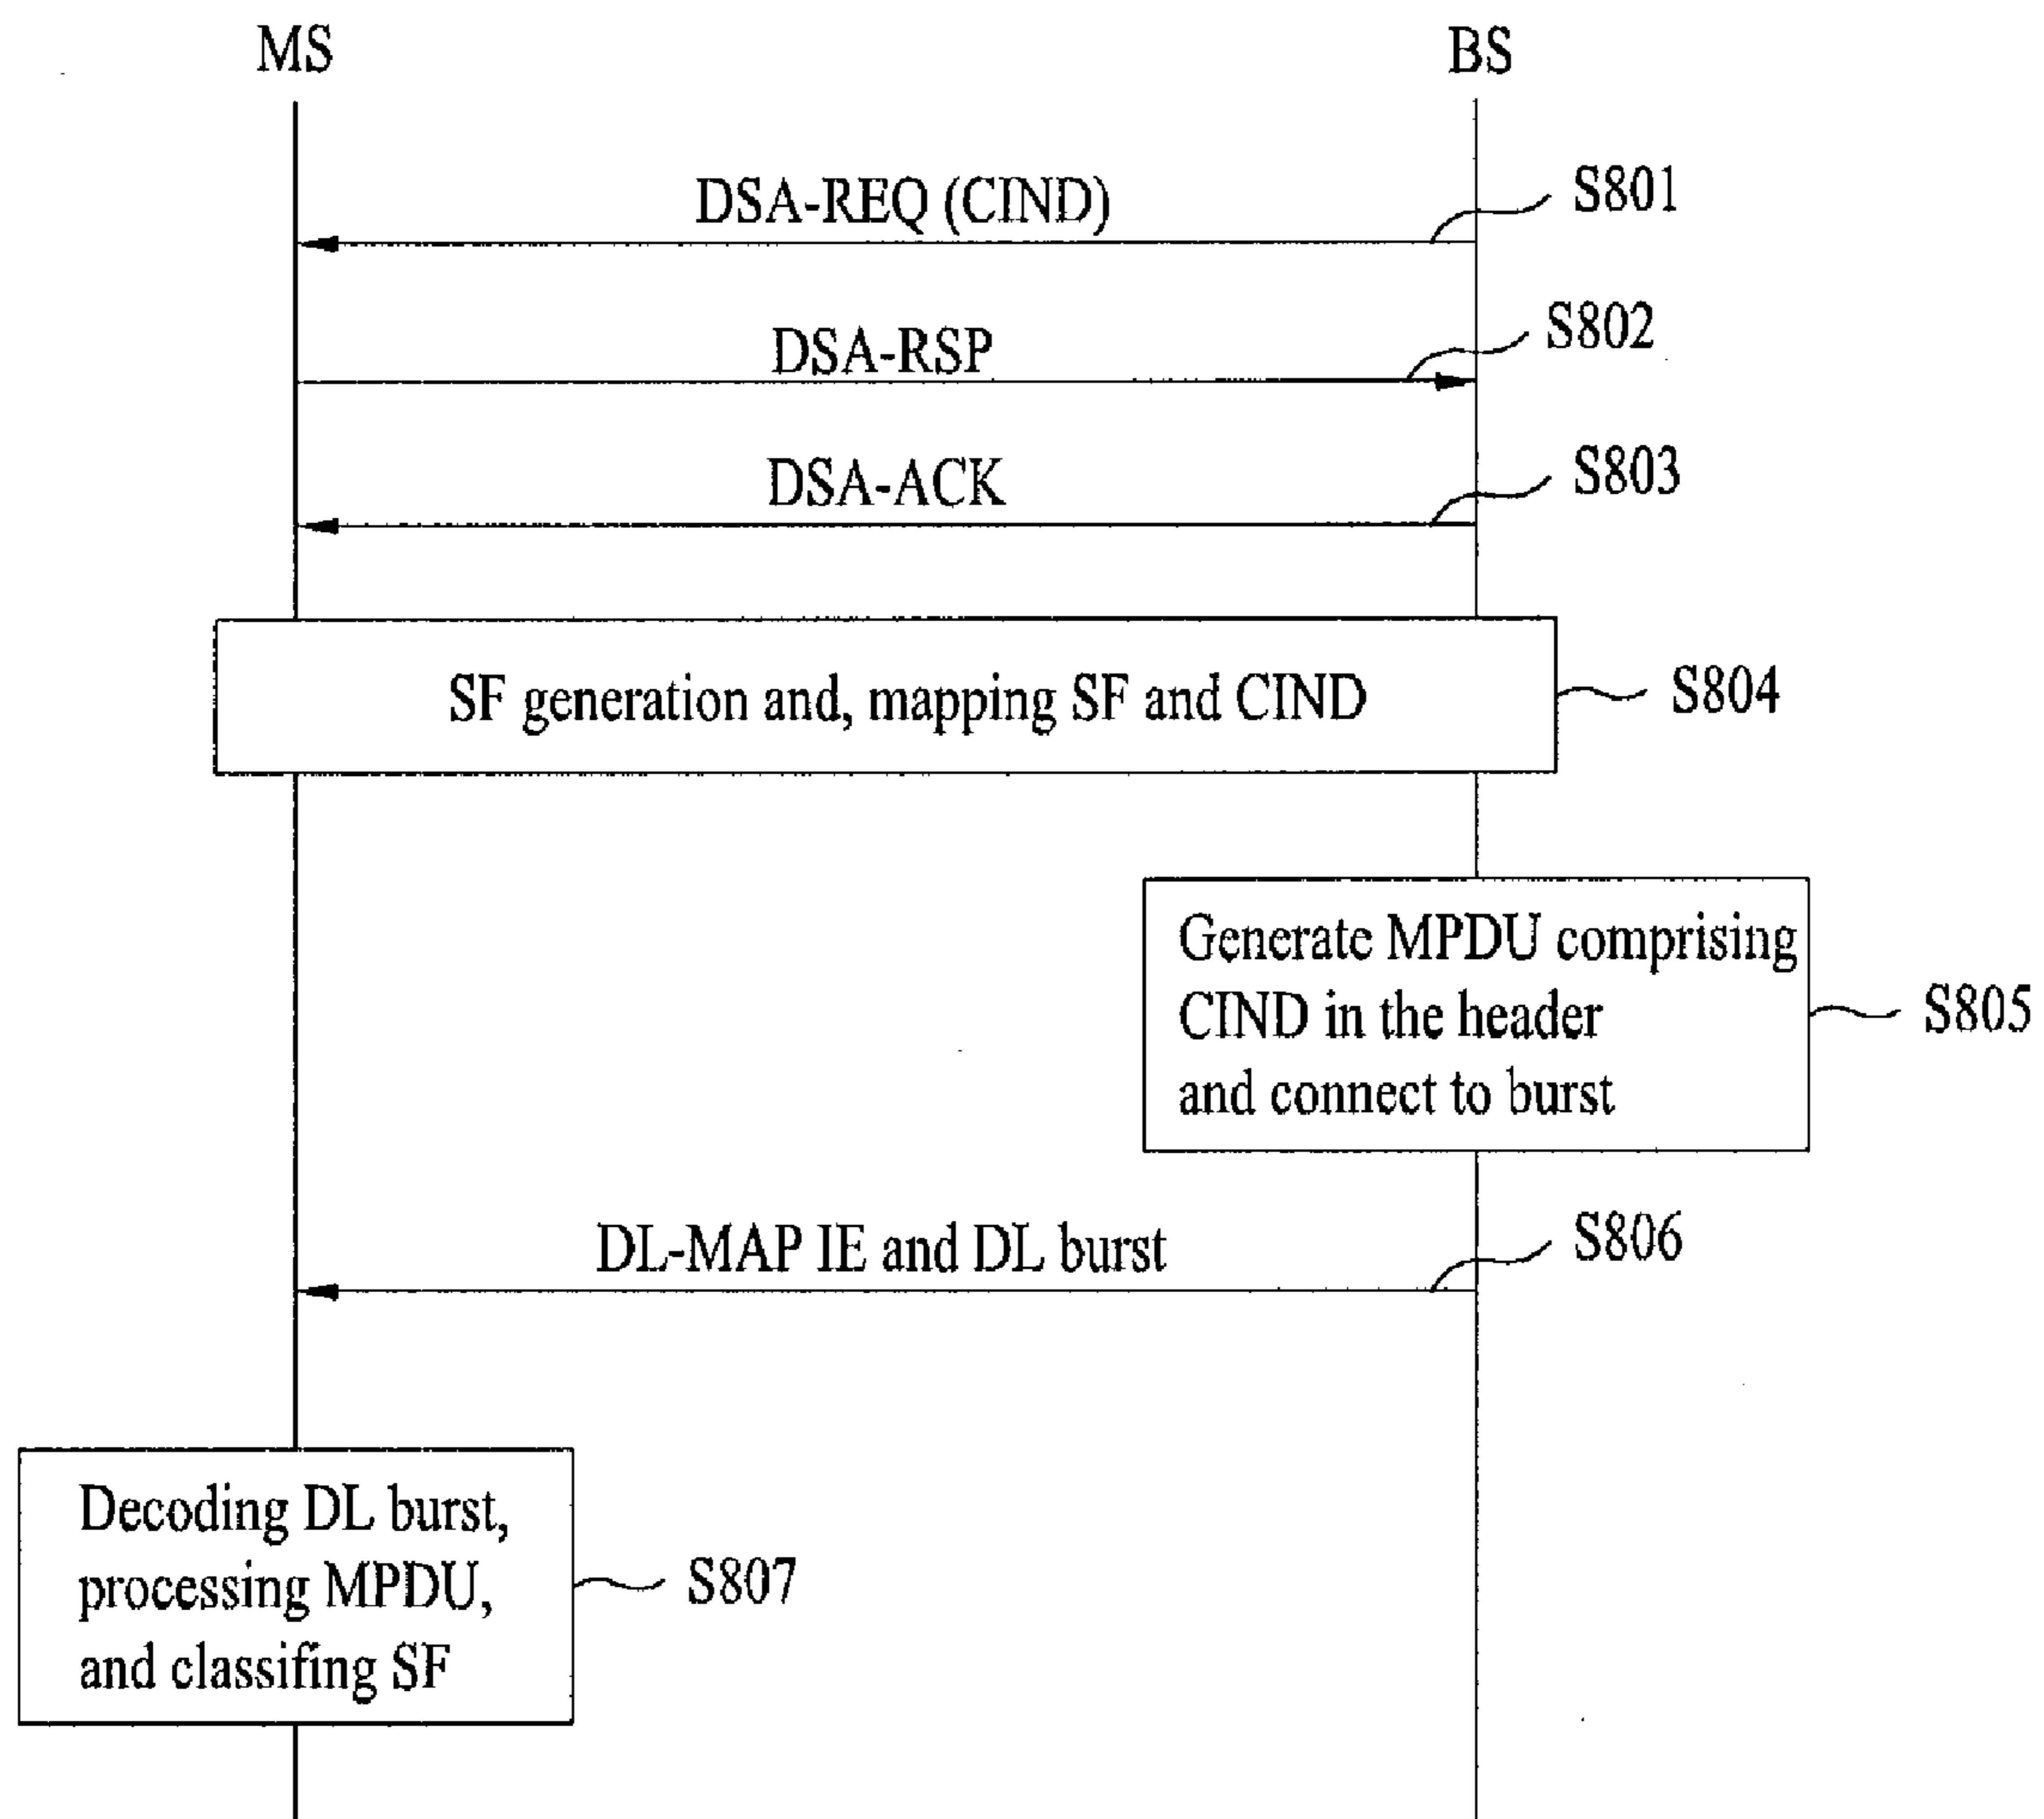 MS
BS
DSA-REQ (CIND)
S801
DSA-RSP
S802
DSA-ACK
S803
SF generation and, mapping SF and CIND
S804
Generate MPDU comprising
CIND in the header
and connect to burst
S805
DL-MAP IE and DL burst
S806
Decoding DL burst,
processing MPDU,
and classifing SF
S807